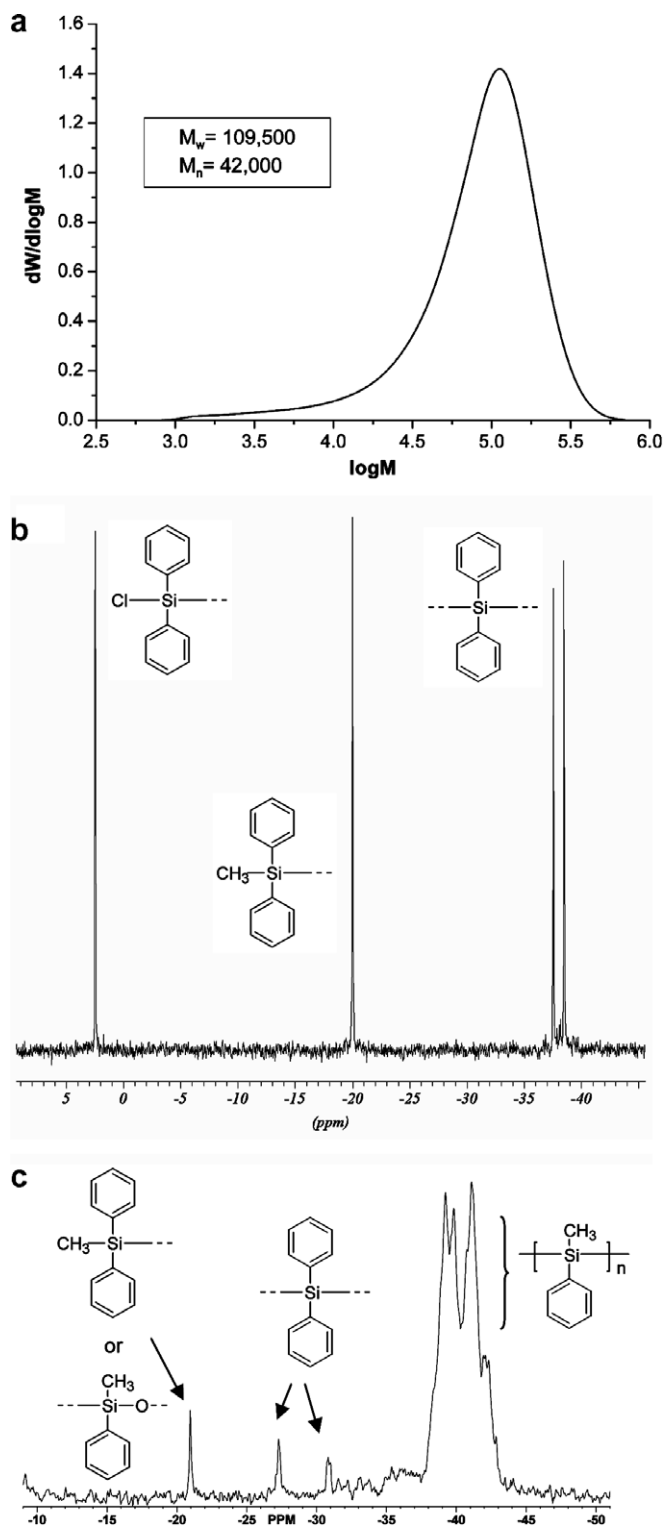 a
1.6
1.4
1.2
1.0
0.8
0.6
0.4
0.2
0.0
dW/dlogM
Mw= 109,500
Mn= 42,000
2.5 3.0 3.5 4.0 4.5 5.0 5.5 6.0
logM
b
Cl Si
Si
CH3 Si
5 0 -5 -10 -15 -20 -25 -30 -35 -40
(ppm)
c
CH3 Si
or
CH3
Si O
Si
CH3
Si
n
-10 -15 -20 -25 PPM -30 -35 -40 -45 -50